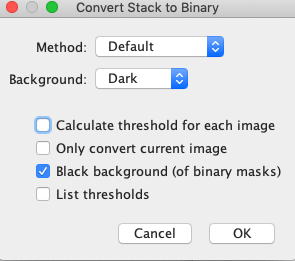 Convert Stack to Binary
Method: Default
Background: Dark
Calculate threshold for each image
Only convert current image
Black background (of binary masks)
List thresholds
Cancel OK